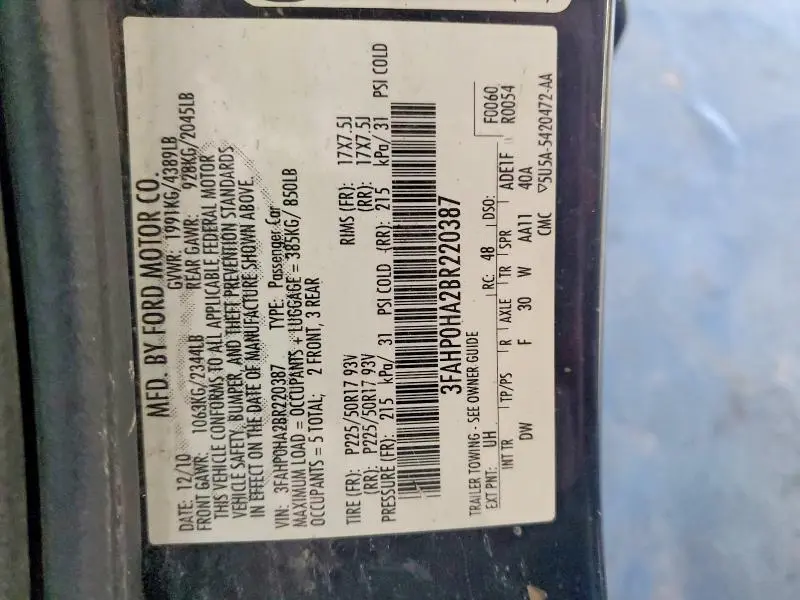 MFD. BY FORD MOTOR CO.
DATE: 12/10 GVWR: 1991KG/4389LB
FRONT GAWR: 1063KG/2344LB REAR GAWR: 928KG/2045LB
THIS VEHICLE CONFORMS TO ALL APPLICABLE FEDERAL MOTOR
VEHICLE SAFETY, BUMPER, AND THEFT PREVENTION STANDARDS
IN EFFECT ON THE DATE OF MANUFACTURE SHOWN ABOVE.
VIN: 3FAHP0HA2BR220387 TYPE: Passenger Car
MAXIMUM LOAD = OCCUPANTS + LUGGAGE = 385KG/ 850LB
OCCUPANTS = 5 TOTAL; 2 FRONT, 3 REAR
TIRE (FR): P225/50R17 93V RIMS (FR): 17X7.5J
(RR): P225/50R17 93V (RR): 17X7.5J
PRESSURE (FR): 215 kPa/ 31 PSI COLD (RR): 215 kPa/ 31 PSI COLD
3FAHP0HA2BR220387
TRAILER TOWING - SEE OWNER GUIDE
EXT PNT: UH RC: 48 DSO: F0060
R0054
INT TR TP/PS R AXLE TR SPR ADE1F
DW F 30 W AA11 40A
CMC ▽5U5A-5420472-AA